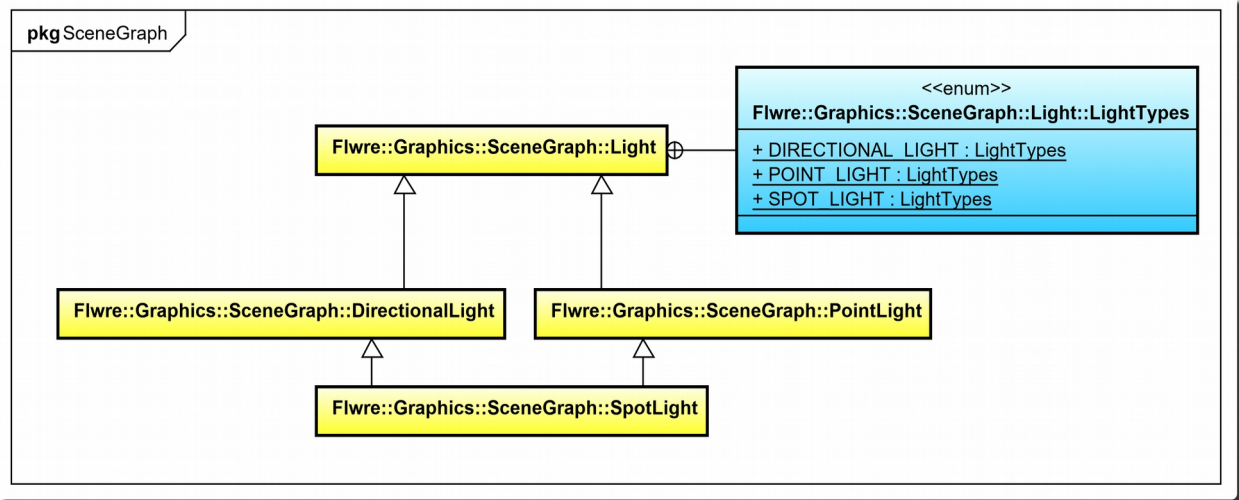 pkg SceneGraph
<<enum>>
Flwre::Graphics::SceneGraph::Light::LightTypes
Flwre::Graphics::SceneGraph::Light
+ DIRECTIONAL_LIGHT : LightTypes
+ POINT_LIGHT : LightTypes
+ SPOT_LIGHT : LightTypes
Flwre::Graphics::SceneGraph::DirectionalLight
Flwre::Graphics::SceneGraph::PointLight
Flwre::Graphics::SceneGraph::SpotLight